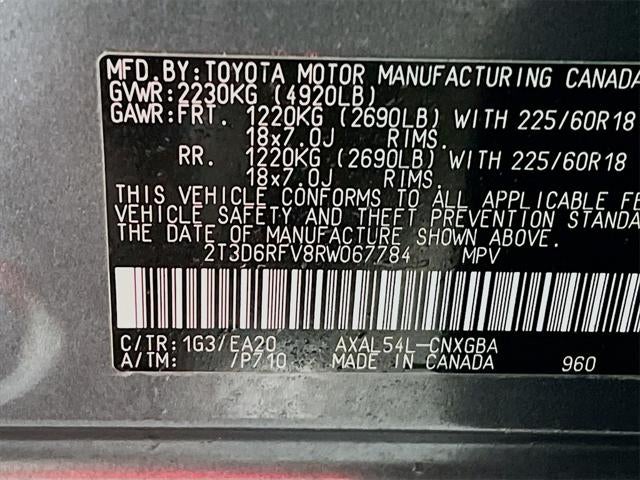 MFD.BY:TOYOTA MOTOR MANUFACTURING CANADA
GVWR:2230KG (4920LB)
GAWR:FRT. 1220KG (2690LB) WITH 225/60R18
18x7.0J RIMS.
RR. 1220KG (2690LB) WITH 225/60R18
18x7.0J RIMS.
THIS VEHICLE CONFORMS TO ALL APPLICABLE FE
VEHICLE SAFETY AND THEFT PREVENTION STANDA
THE DATE OF MANUFACTURE SHOWN ABOVE.
2T3D6RFV8RW067784 MPV
C/TR:1G3/EA20 AXAL54L-CNXGBA
A/TM: /P710 MADE IN CANADA 960